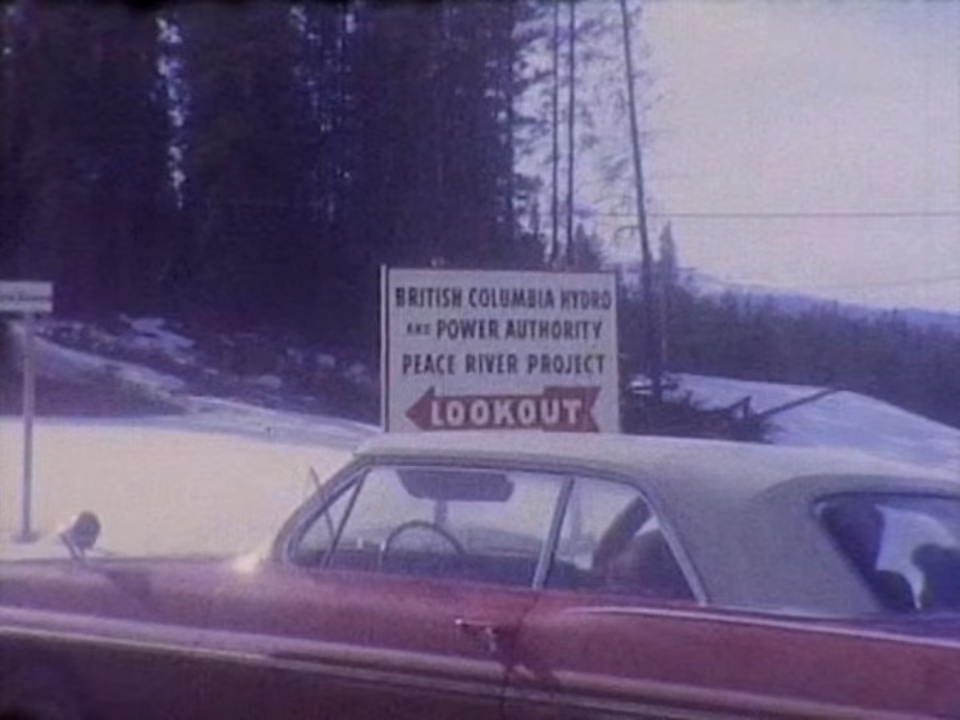 BRITISH COLUMBIA HYDRO
AND POWER AUTHORITY
PEACE RIVER PROJECT
LOOKOUT